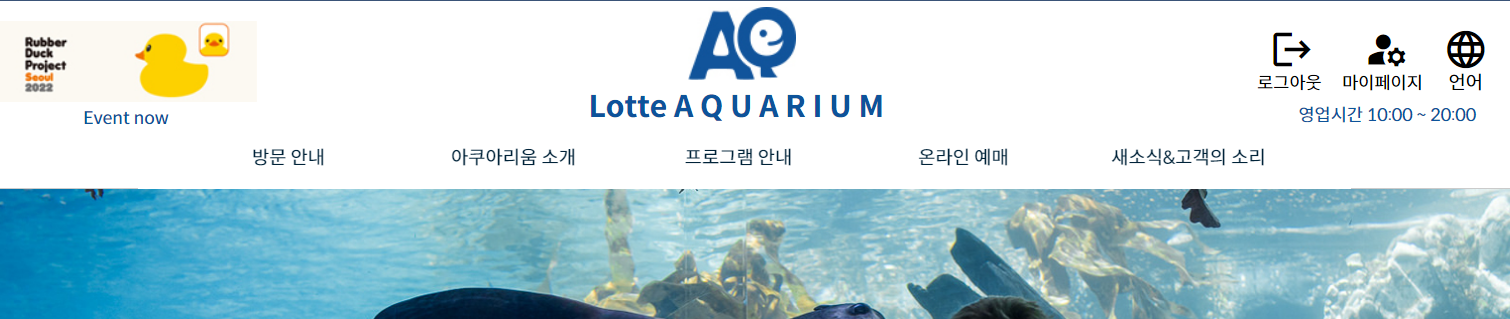 Rubber
Duck
Project
Seoul
2022
Event now
AQ
Lotte AQUARIUM
로그아웃 마이페이지 언어
영업시간 10:00 ~ 20:00
방문 안내 아쿠아리움 소개 프로그램 안내 온라인 예매 새소식&고객의 소리